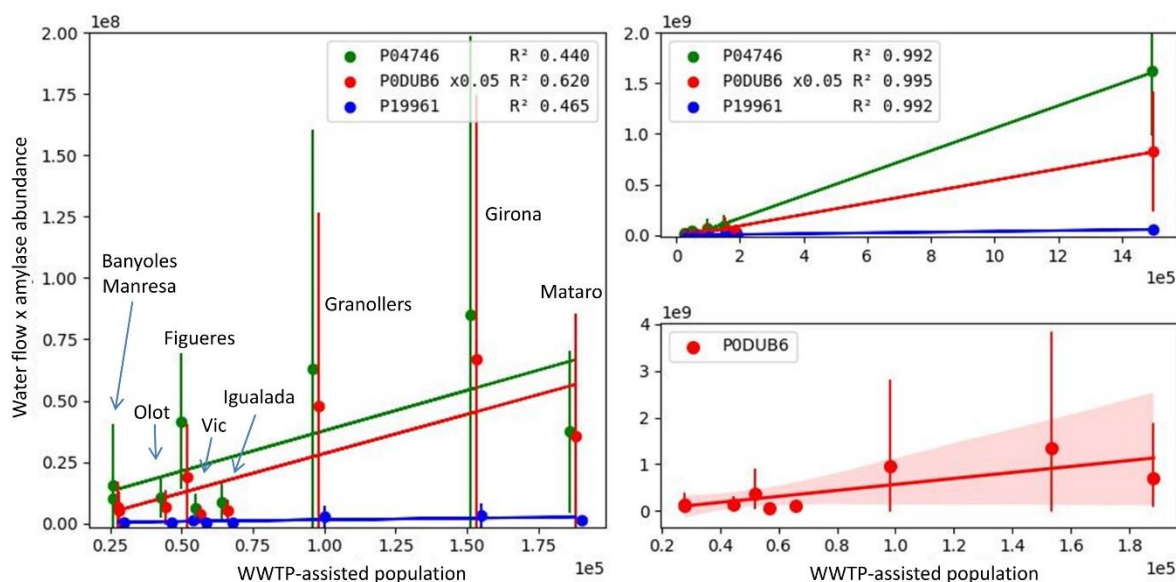 1e8
2.00
1.75
1.50
1.25
1.00
0.75
0.50
0.25
0.00
Water flow x amylase abundance
P04746 R² 0.440
P0DUB6 x0.05 R² 0.620
P19961 R² 0.465
Banyoles
Manresa
Olot
Figueres
Vic
Igualada
Granollers
Girona
Mataro
0.25 0.50 0.75 1.00 1.25 1.50 1.75
1e5
WWTP-assisted population
1e9
2.0
1.5
1.0
0.5
0.0
P04746 R² 0.992
P0DUB6 x0.05 R² 0.995
P19961 R² 0.992
0 2 4 6 8 10 12 14
1e5
1e9
4
3
2
1
0
P0DUB6
0.2 0.4 0.6 0.8 1.0 1.2 1.4 1.6 1.8
1e5
WWTP-assisted population